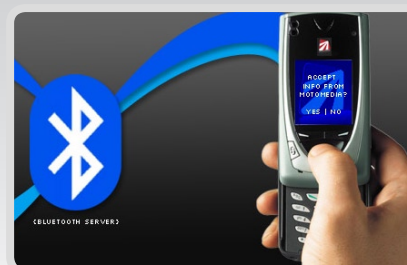 ACCEPT
INFO FROM
MOTOMEDIA?
YES | NO
(BLUETOOTH SERVER)